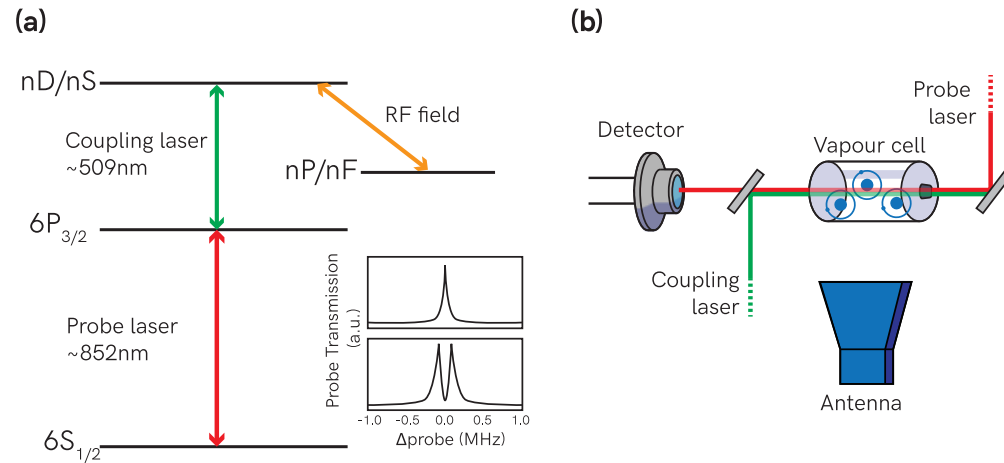 (a)
nD/nS
Coupling laser
~509nm
RF field
nP/nF
6P3/2
Probe laser
~852nm
6S1/2
Probe Transmission
(a.u.)
-1.0 -0.5 0.0 0.5 1.0
Δprobe (MHz)
(b)
Probe
laser
Detector
Vapour cell
Coupling
laser
Antenna